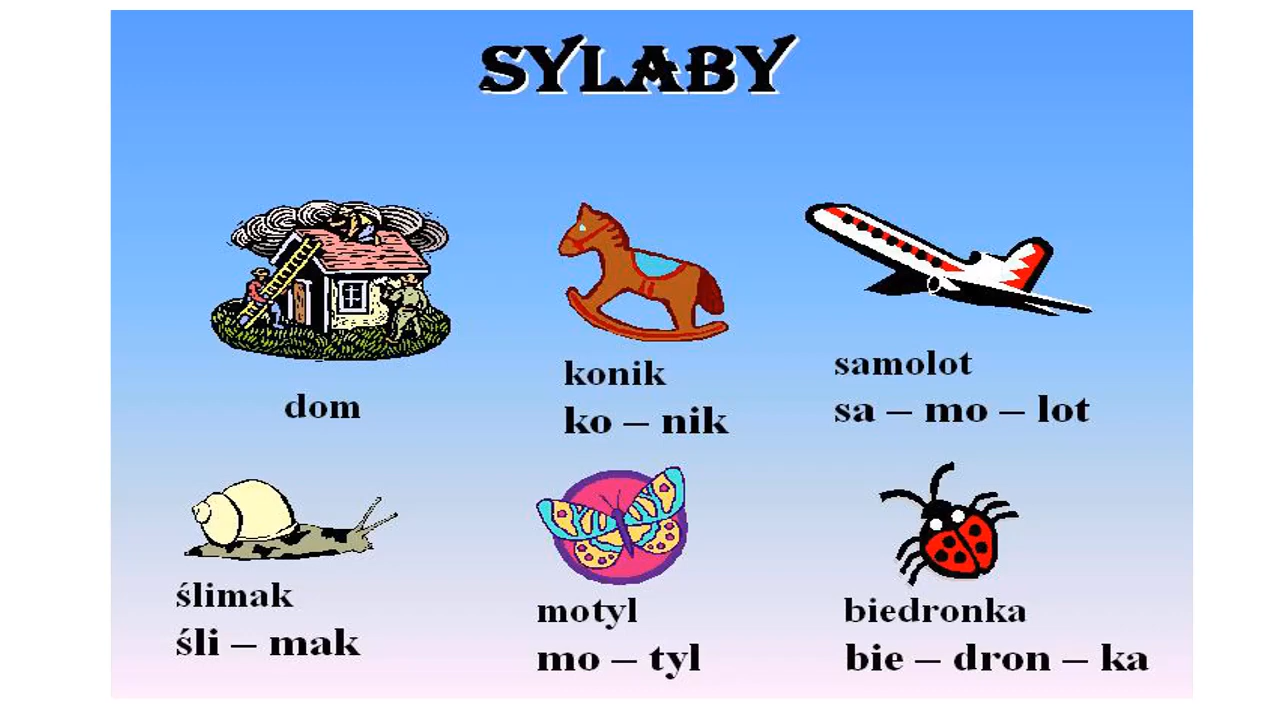 SYLABY
dom
konik
ko – nik
samolot
sa – mo – lot
ślimak
śli – mak
motyl
mo – tyl
biedronka
bie – dron – ka